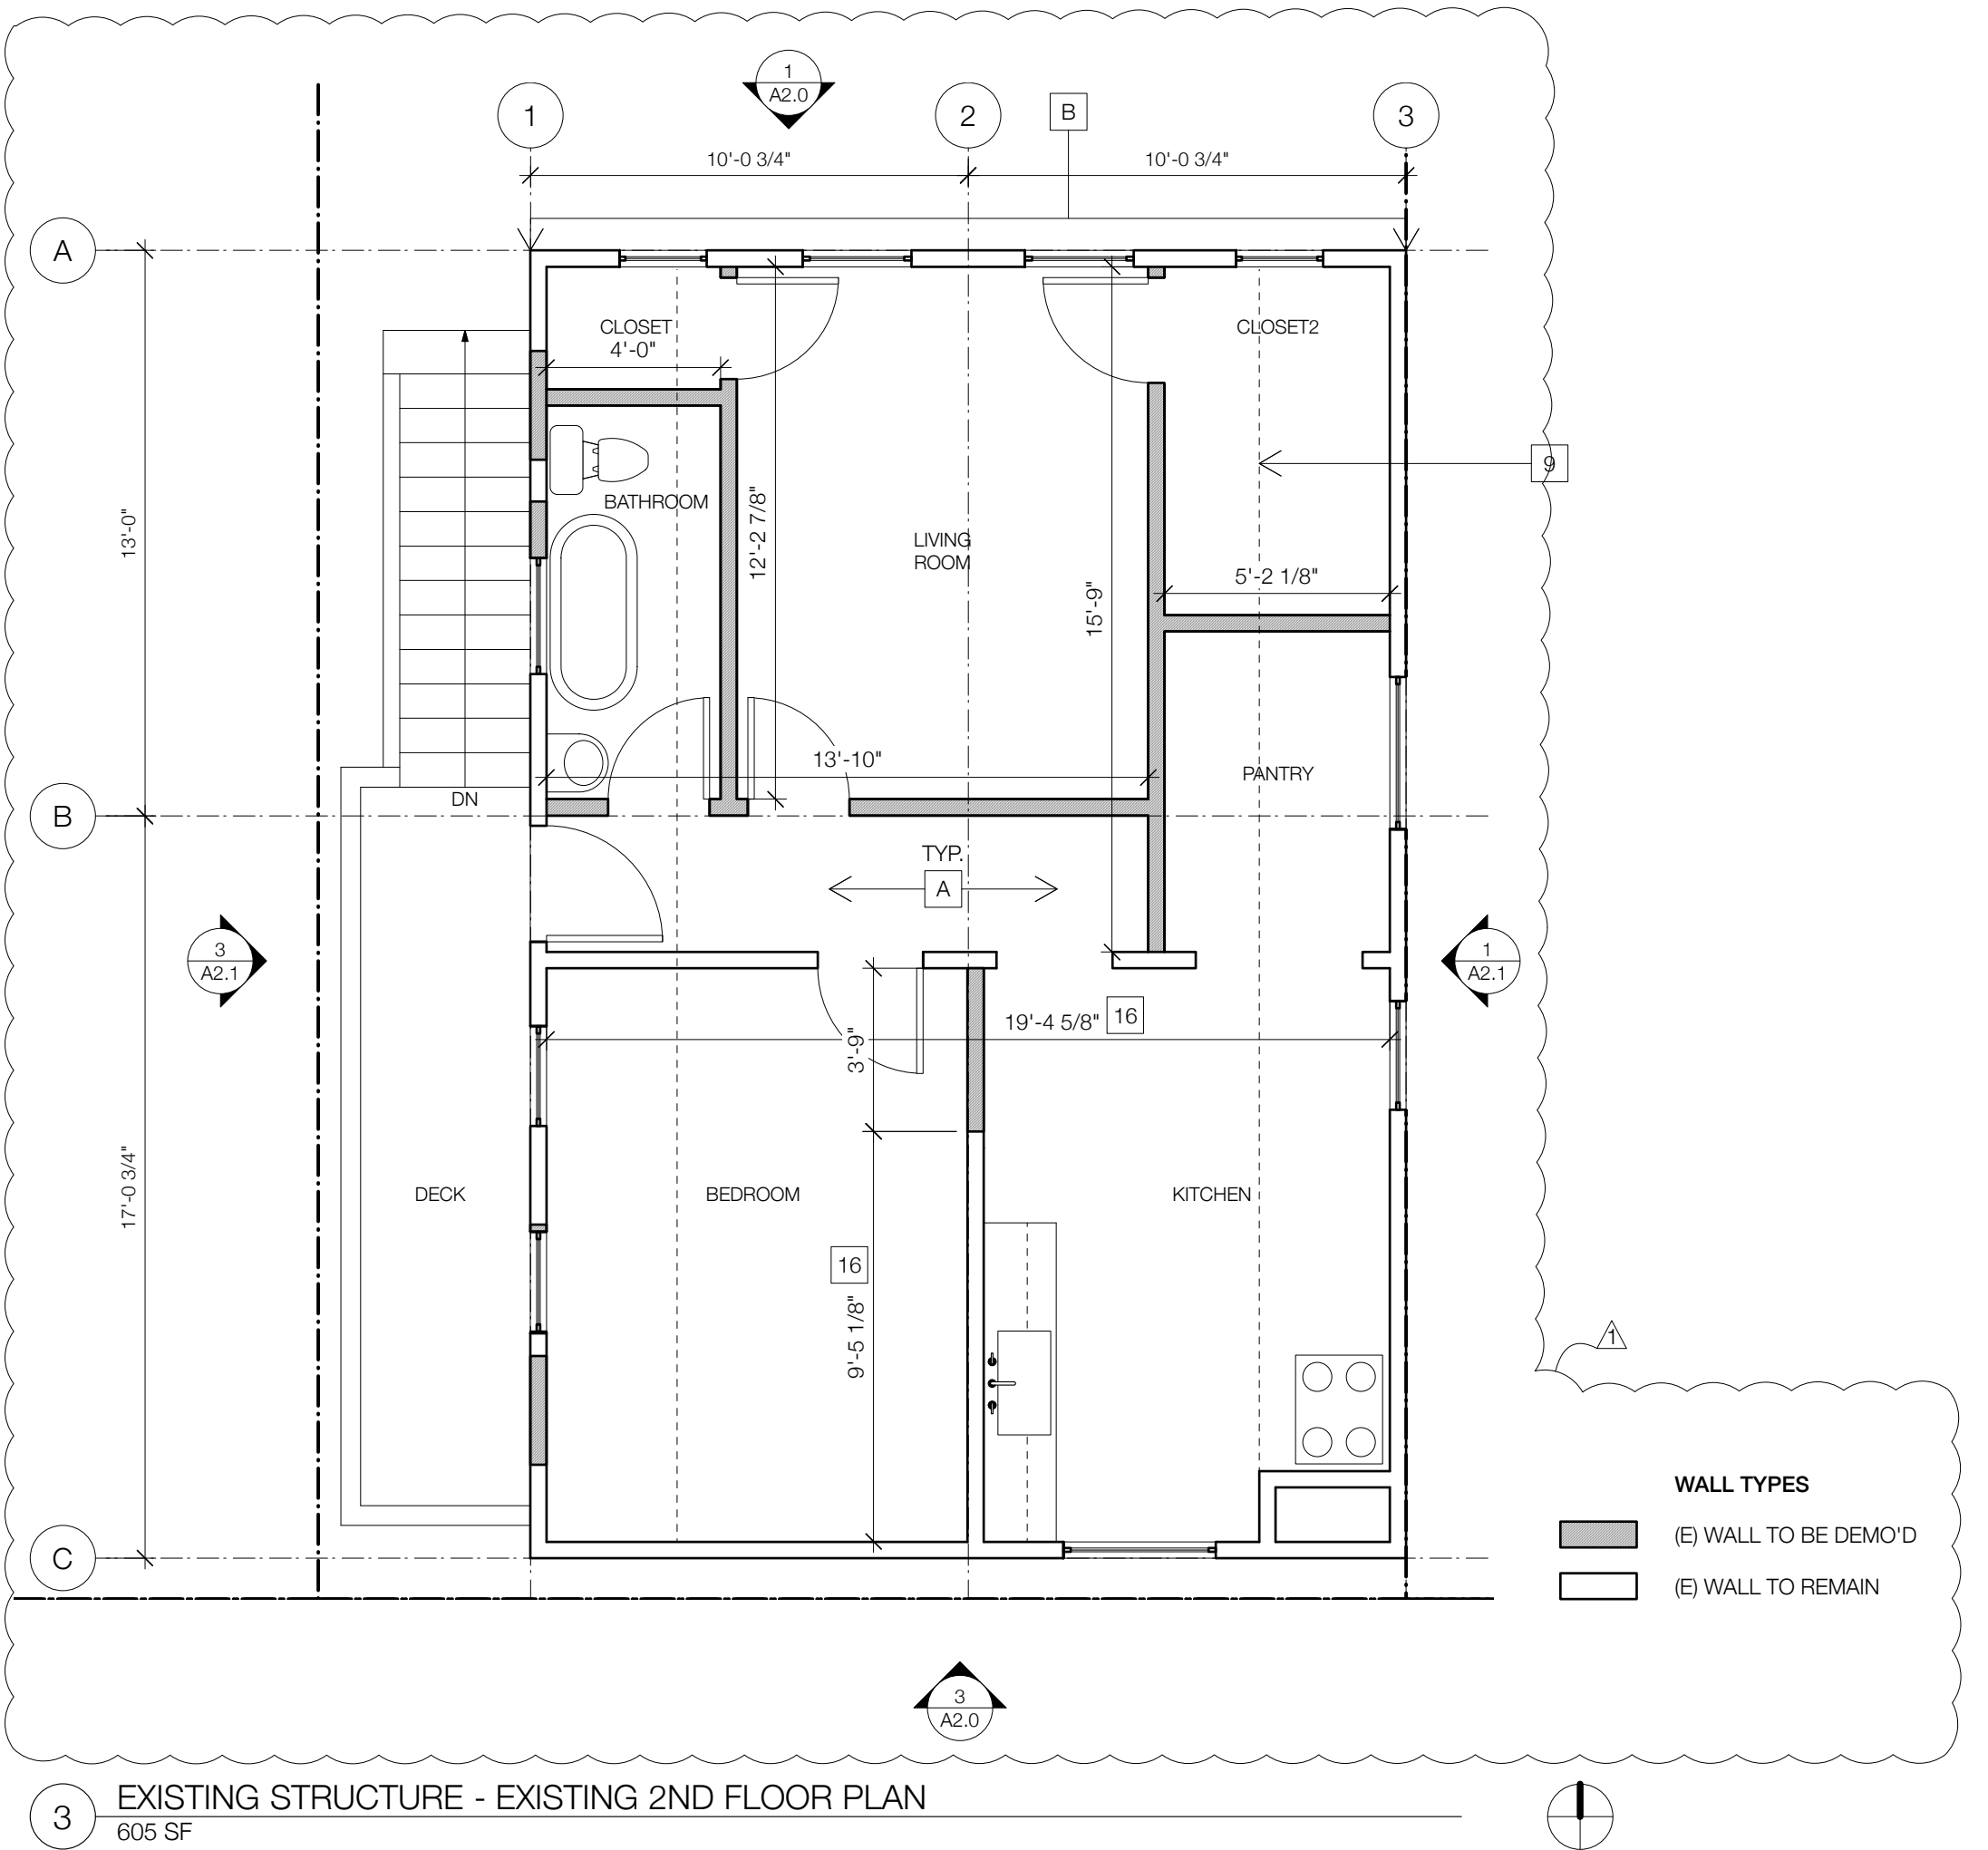 1
A2.0
1
2
B
3
10'-0 3/4"
10'-0 3/4"
A
CLOSET
4'-0"
CLOSET2
9
BATHROOM
12'-2 7/8"
13'-0"
LIVING
ROOM
5'-2 1/8"
15'-9"
13'-10"
PANTRY
DN
B
TYP.
A
3
A2.1
1
A2.1
19'-4 5/8"
16
3'-9"
17'-0 3/4"
DECK
BEDROOM
KITCHEN
16
9'-5 1/8"
1
WALL TYPES
(E) WALL TO BE DEMO'D
(E) WALL TO REMAIN
C
3
A2.0
3
EXISTING STRUCTURE - EXISTING 2ND FLOOR PLAN
605 SF